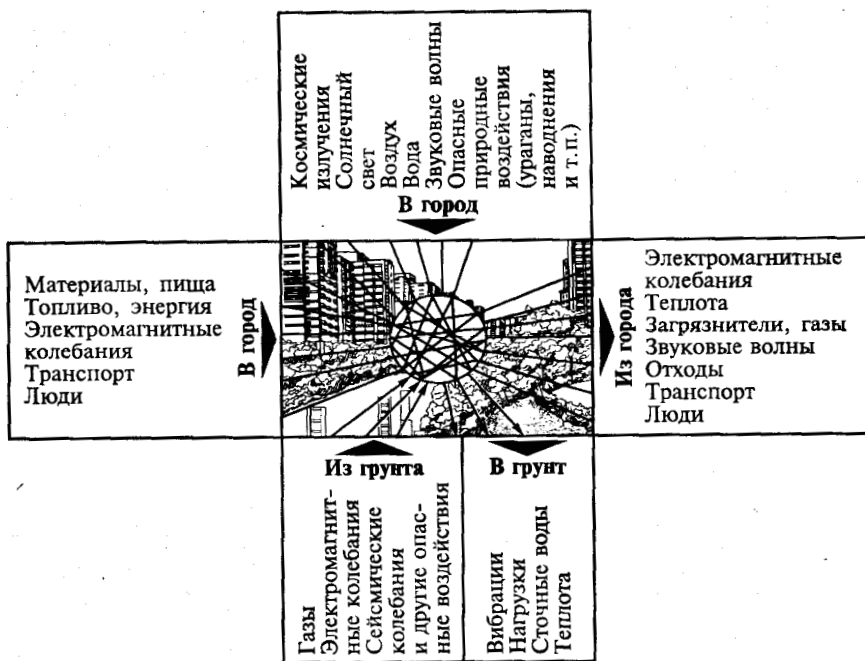 Космические
излучения
Солнечный
свет
Воздух
Вода
Звуковые волны
Опасные
природные
воздействия
(ураганы,
наводнения
и т. п.)
В город
Материалы, пища
Топливо, энергия
Электромагнитные
колебания
Транспорт
Люди
В город
Из города
Электромагнитные
колебания
Теплота
Загрязнители, газы
Звуковые волны
Отходы
Транспорт
Люди
Из грунта
Газы
Электромагнит-
ные колебания
Сейсмические
колебания
и другие опас-
ные воздействия
В грунт
Вибрации
Нагрузки
Сточные воды
Теплота